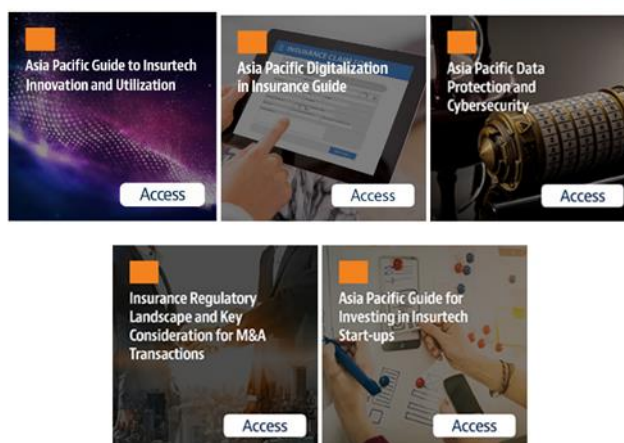 Asia Pacific Guide to Insurtech
Innovation and Utilization
Access
INSURANCE CLAIM
Asia Pacific Digitalization
in Insurance Guide
Access
Asia Pacific Data
Protection and
Cybersecurity
Access
Insurance Regulatory
Landscape and Key
Consideration for M&A
Transactions
Access
Asia Pacific Guide for
Investing in Insurtech
Start-ups
Access